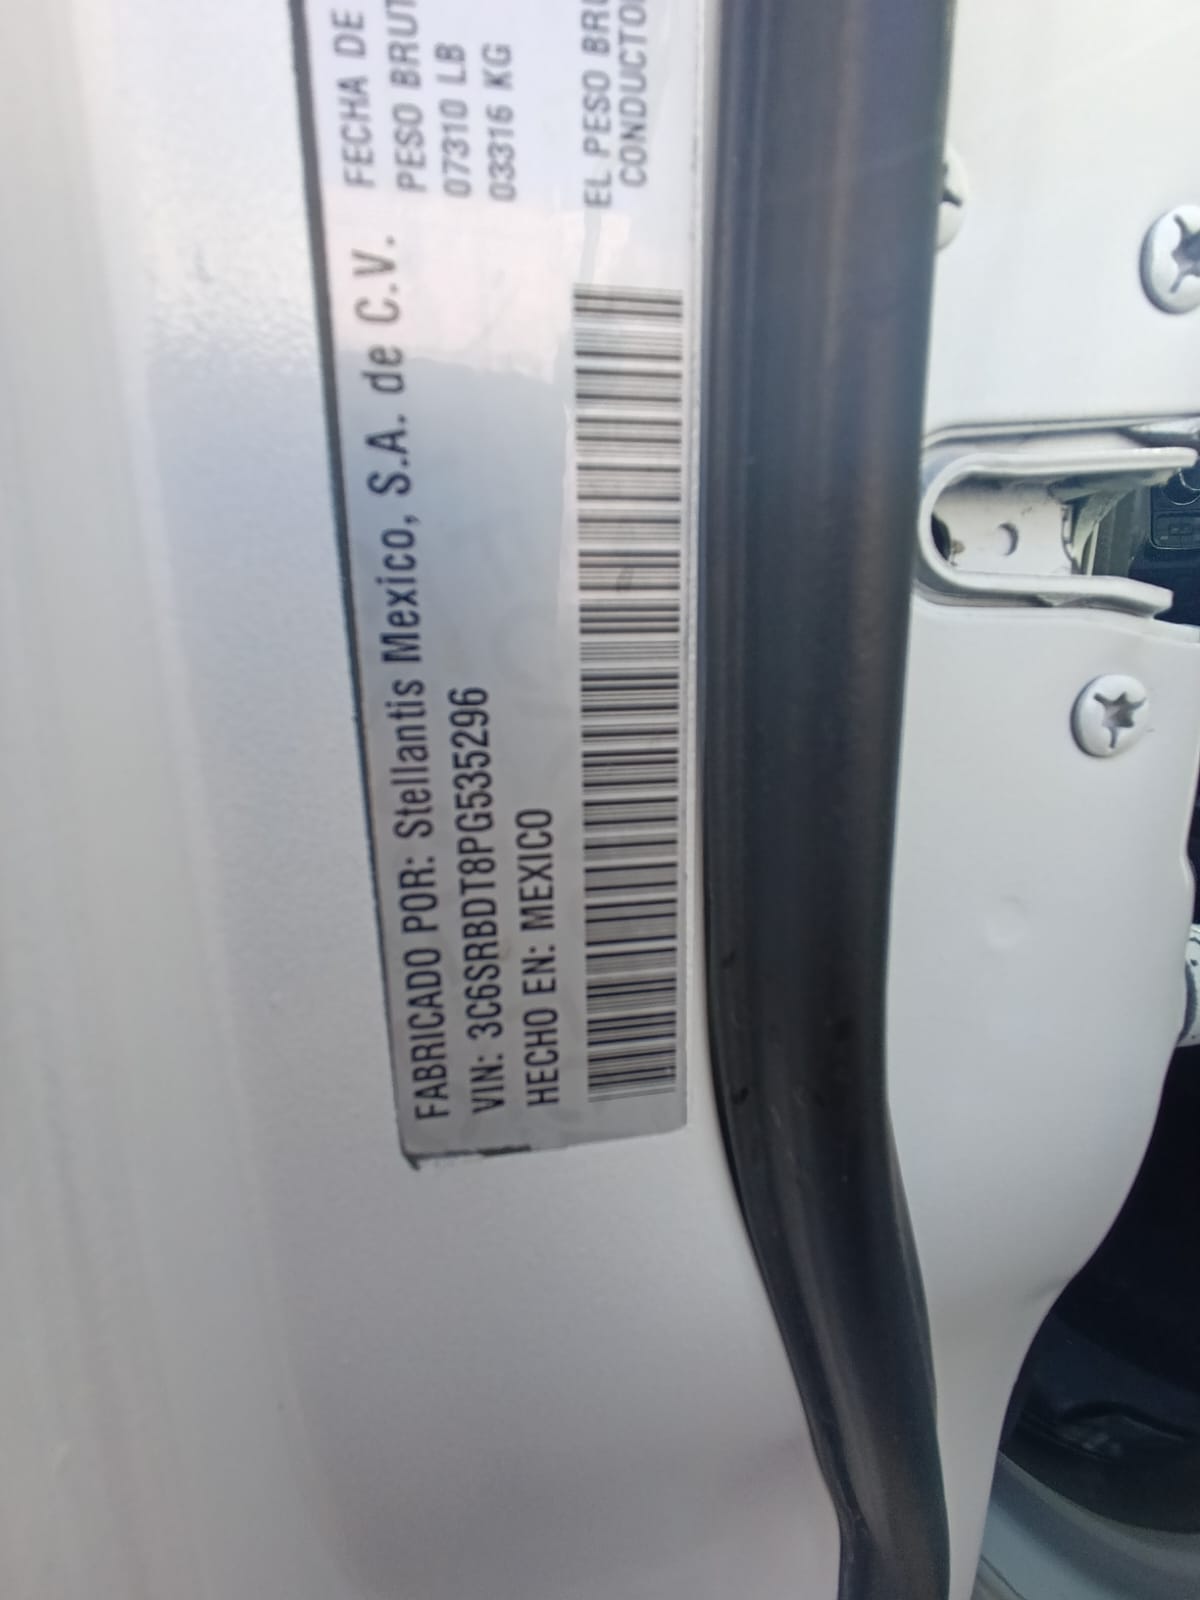 FABRICADO POR: Stellantis Mexico, S.A. de C.V.
VIN: 3C6SRBDT8PG535296
HECHO EN: MEXICO
FECHA DE
PESO BRUT
07310 LB
03316 KG
EL PESO BRU
CONDUCTO